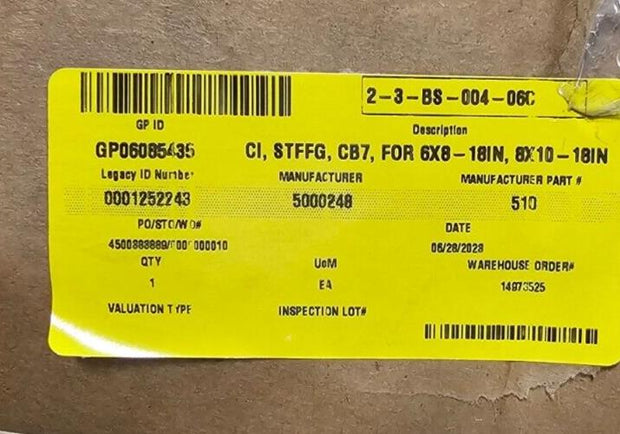 2-3-BS-004-06C
GP ID
Description
GP06085435
CI, STFFG, CB7, FOR 6X8-18IN, 8X10-18IN
Legacy ID Number
MANUFACTURER
MANUFACTURER PART #
0001252243
5000248
510
PO/STO/WO#
DATE
06/28/2023
QTY
UoM
WAREHOUSE ORDER#
1
EA
14973525
VALUATION TYPE
INSPECTION LOT#